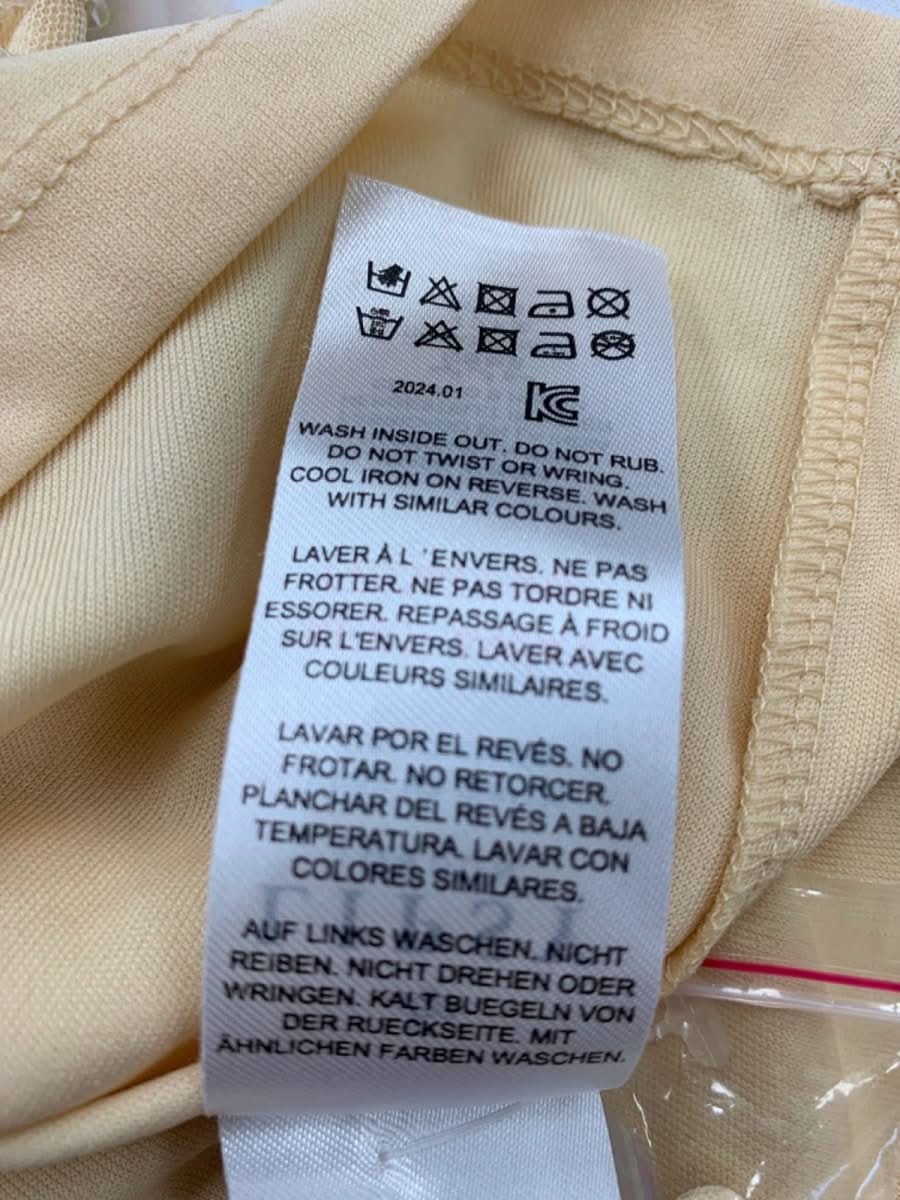 2024.01 KC
WASH INSIDE OUT. DO NOT RUB.
DO NOT TWIST OR WRING.
COOL IRON ON REVERSE. WASH
WITH SIMILAR COLOURS.
LAVER À L 'ENVERS. NE PAS
FROTTER. NE PAS TORDRE NI
ESSORER. REPASSAGE À FROID
SUR L'ENVERS. LAVER AVEC
COULEURS SIMILAIRES.
LAVAR POR EL REVÉS. NO
FROTAR. NO RETORCER.
PLANCHAR DEL REVÉS A BAJA
TEMPERATURA. LAVAR CON
COLORES SIMILARES.
AUF LINKS WASCHEN. NICHT
REIBEN. NICHT DREHEN ODER
WRINGEN. KALT BUEGELN VON
DER RUECKSEITE. MIT
ÄHNLICHEN FARBEN WASCHEN.